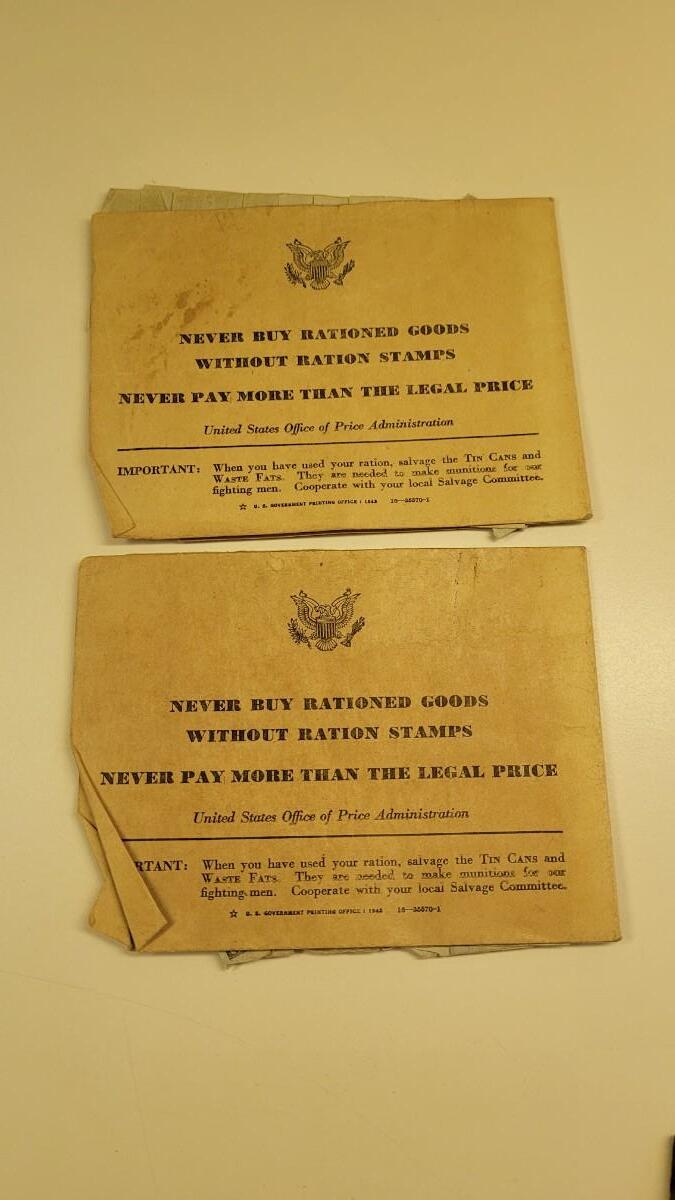 NEVER BUY RATIONED GOODS
WITHOUT RATION STAMPS
NEVER PAY MORE THAN THE LEGAL PRICE
United States Office of Price Administration
IMPORTANT: When you have used your ration, salvage the TIN CANS and
WASTE FATS. They are needed to make munitions for our
fighting men. Cooperate with your local Salvage Committee.
☆ U. S. GOVERNMENT PRINTING OFFICE : 1943 16—35570-1
NEVER BUY RATIONED GOODS
WITHOUT RATION STAMPS
NEVER PAY MORE THAN THE LEGAL PRICE
United States Office of Price Administration
RTANT: When you have used your ration, salvage the TIN CANS and
WASTE FATS. They are needed to make munitions for our
fighting men. Cooperate with your local Salvage Committee.
☆ U. S. GOVERNMENT PRINTING OFFICE : 1943 16—35570-1